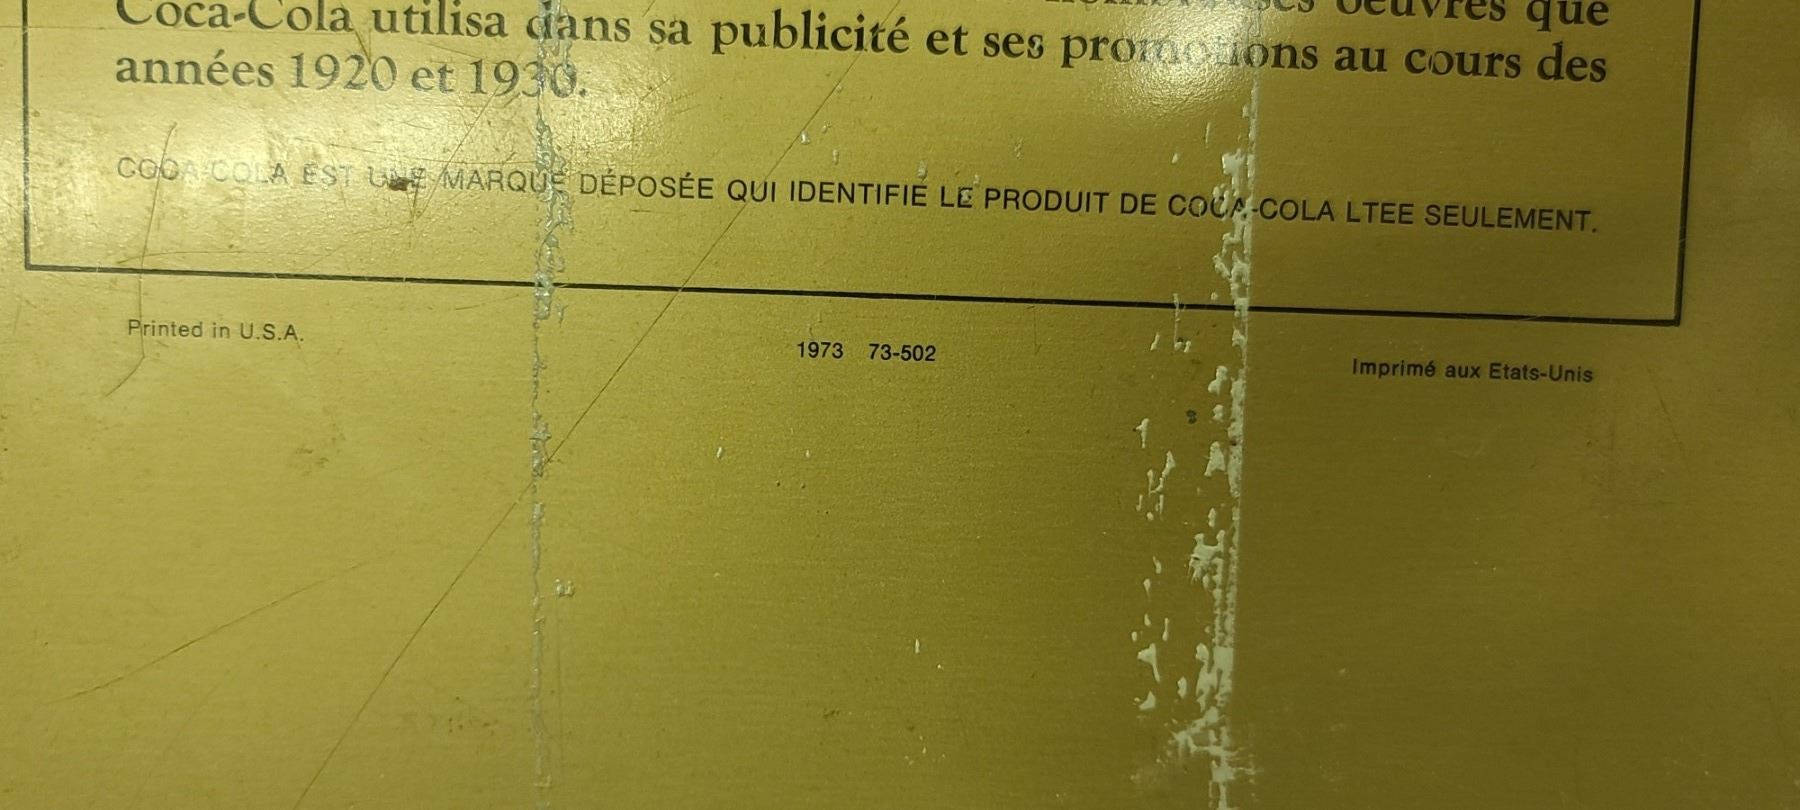 Coca-Cola utilisa dans sa publicité et ses promotions au cours des
oeuvres que
années 1920 et 1930.
COCA-COLA EST UNE MARQUE DÉPOSÉE QUI IDENTIFIE LE PRODUIT DE COCA-COLA LTEE SEULEMENT.
Printed in U.S.A.
1973 73-502
Imprimé aux Etats-Unis